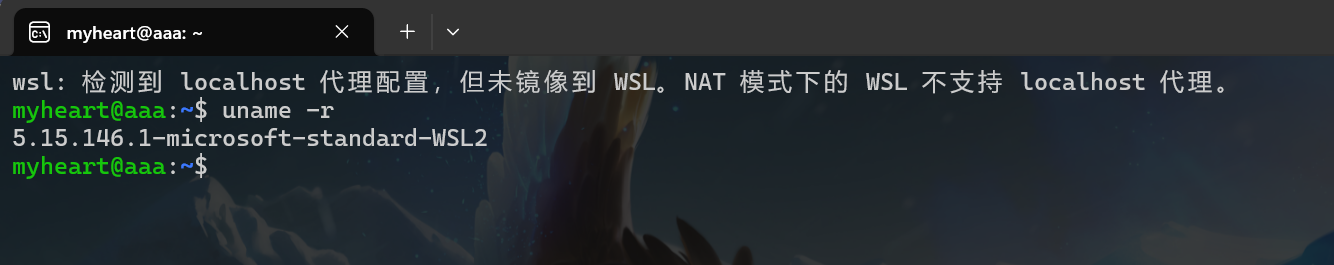 myheart@aaa: ~
wsl: 检测到 localhost 代理配置，但未镜像到 WSL。NAT 模式下的 WSL 不支持 localhost 代理。
myheart@aaa:~$ uname -r
5.15.146.1-microsoft-standard-WSL2
myheart@aaa:~$